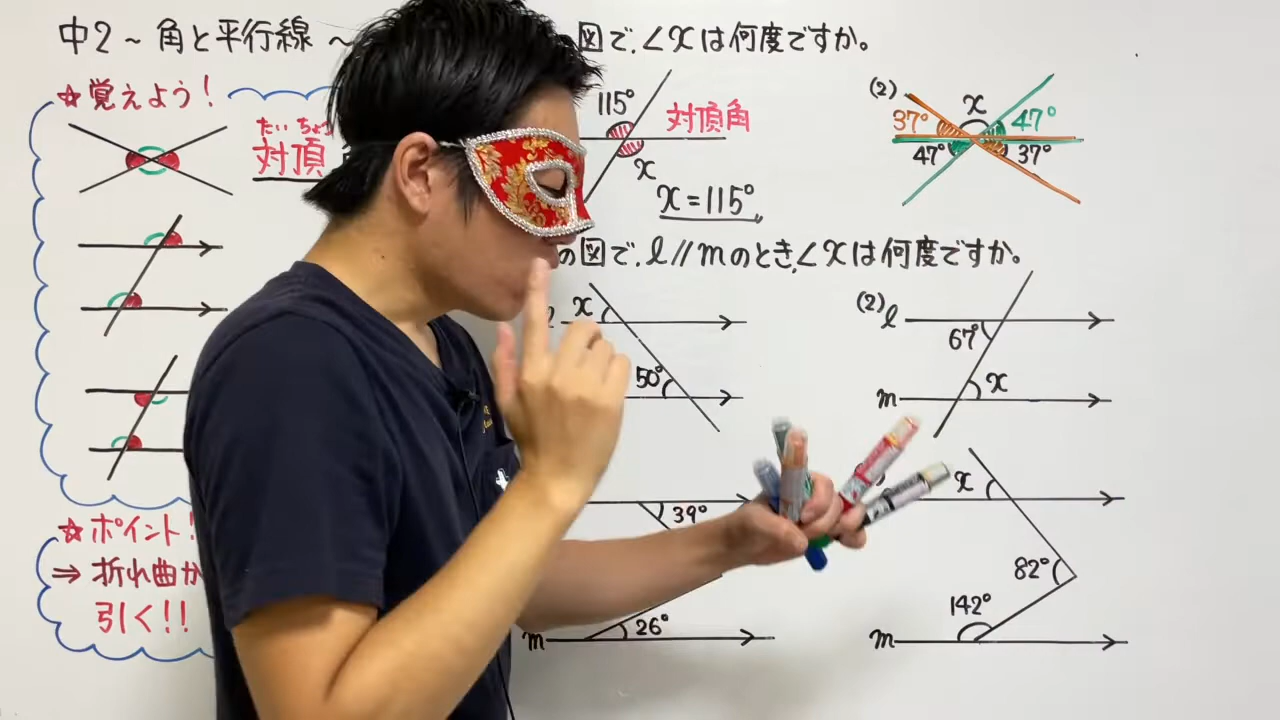 中2 ~ 角と平行線 ~
図で、∠xは何度ですか。
☆覚えよう!
たいちょう
対頂
115°
対頂角
x
x=115°
(2)
37°
x
47°
47°
37°
の図で、l//mのとき、∠xは何度ですか。
x
50°
(2)
l
67°
m
x
39°
m
26°
x
82°
142°
m
☆ポイント!
⇒ 折れ曲が
引く!!